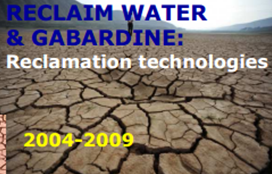 RECLAIM WATER
& GABARDINE:
Reclamation technologies
2004-2009